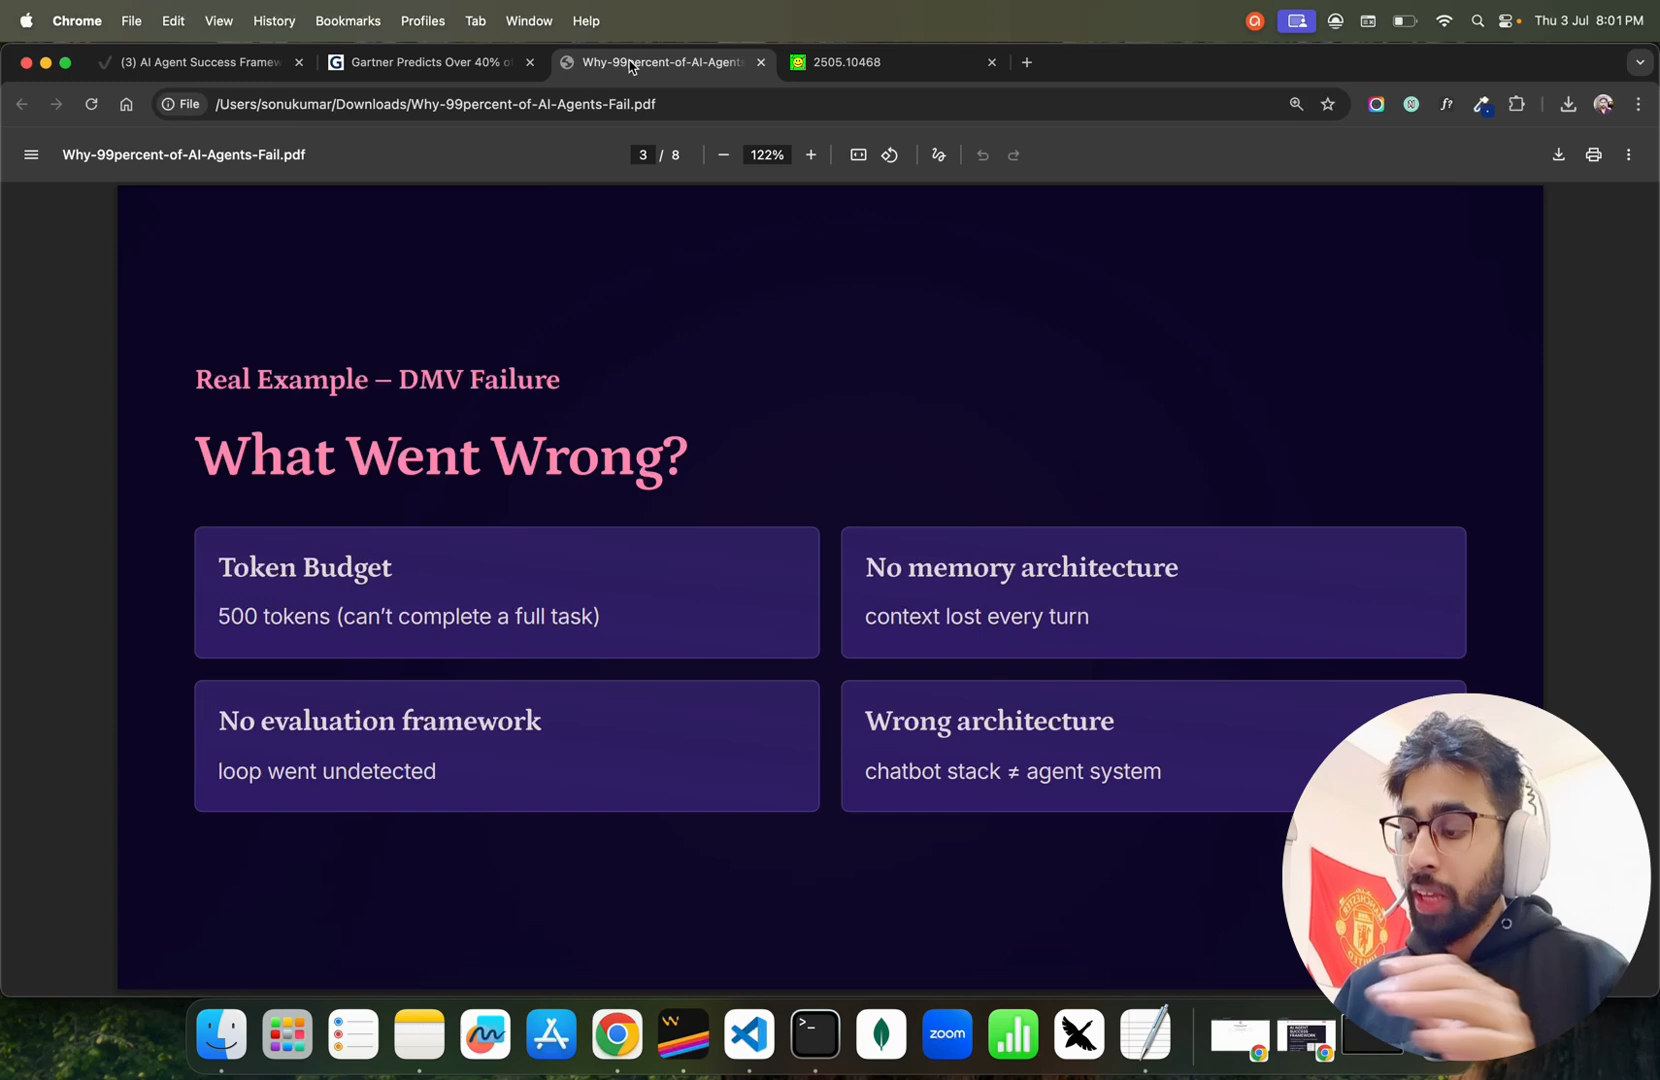 Chrome File Edit View History Bookmarks Profiles Tab Window Help Thu 3 Jul 8:01 PM
(3) AI Agent Success Framew Gartner Predicts Over 40% of Why-99percent-of-AI-Agents 2505.10468
File /Users/sonukumar/Downloads/Why-99percent-of-AI-Agents-Fail.pdf
Why-99percent-of-AI-Agents-Fail.pdf 3 / 8 122%
Real Example – DMV Failure
What Went Wrong?
Token Budget
500 tokens (can't complete a full task)
No memory architecture
context lost every turn
No evaluation framework
loop went undetected
Wrong architecture
chatbot stack ≠ agent system
MANCHESTER
UNITED
zoom